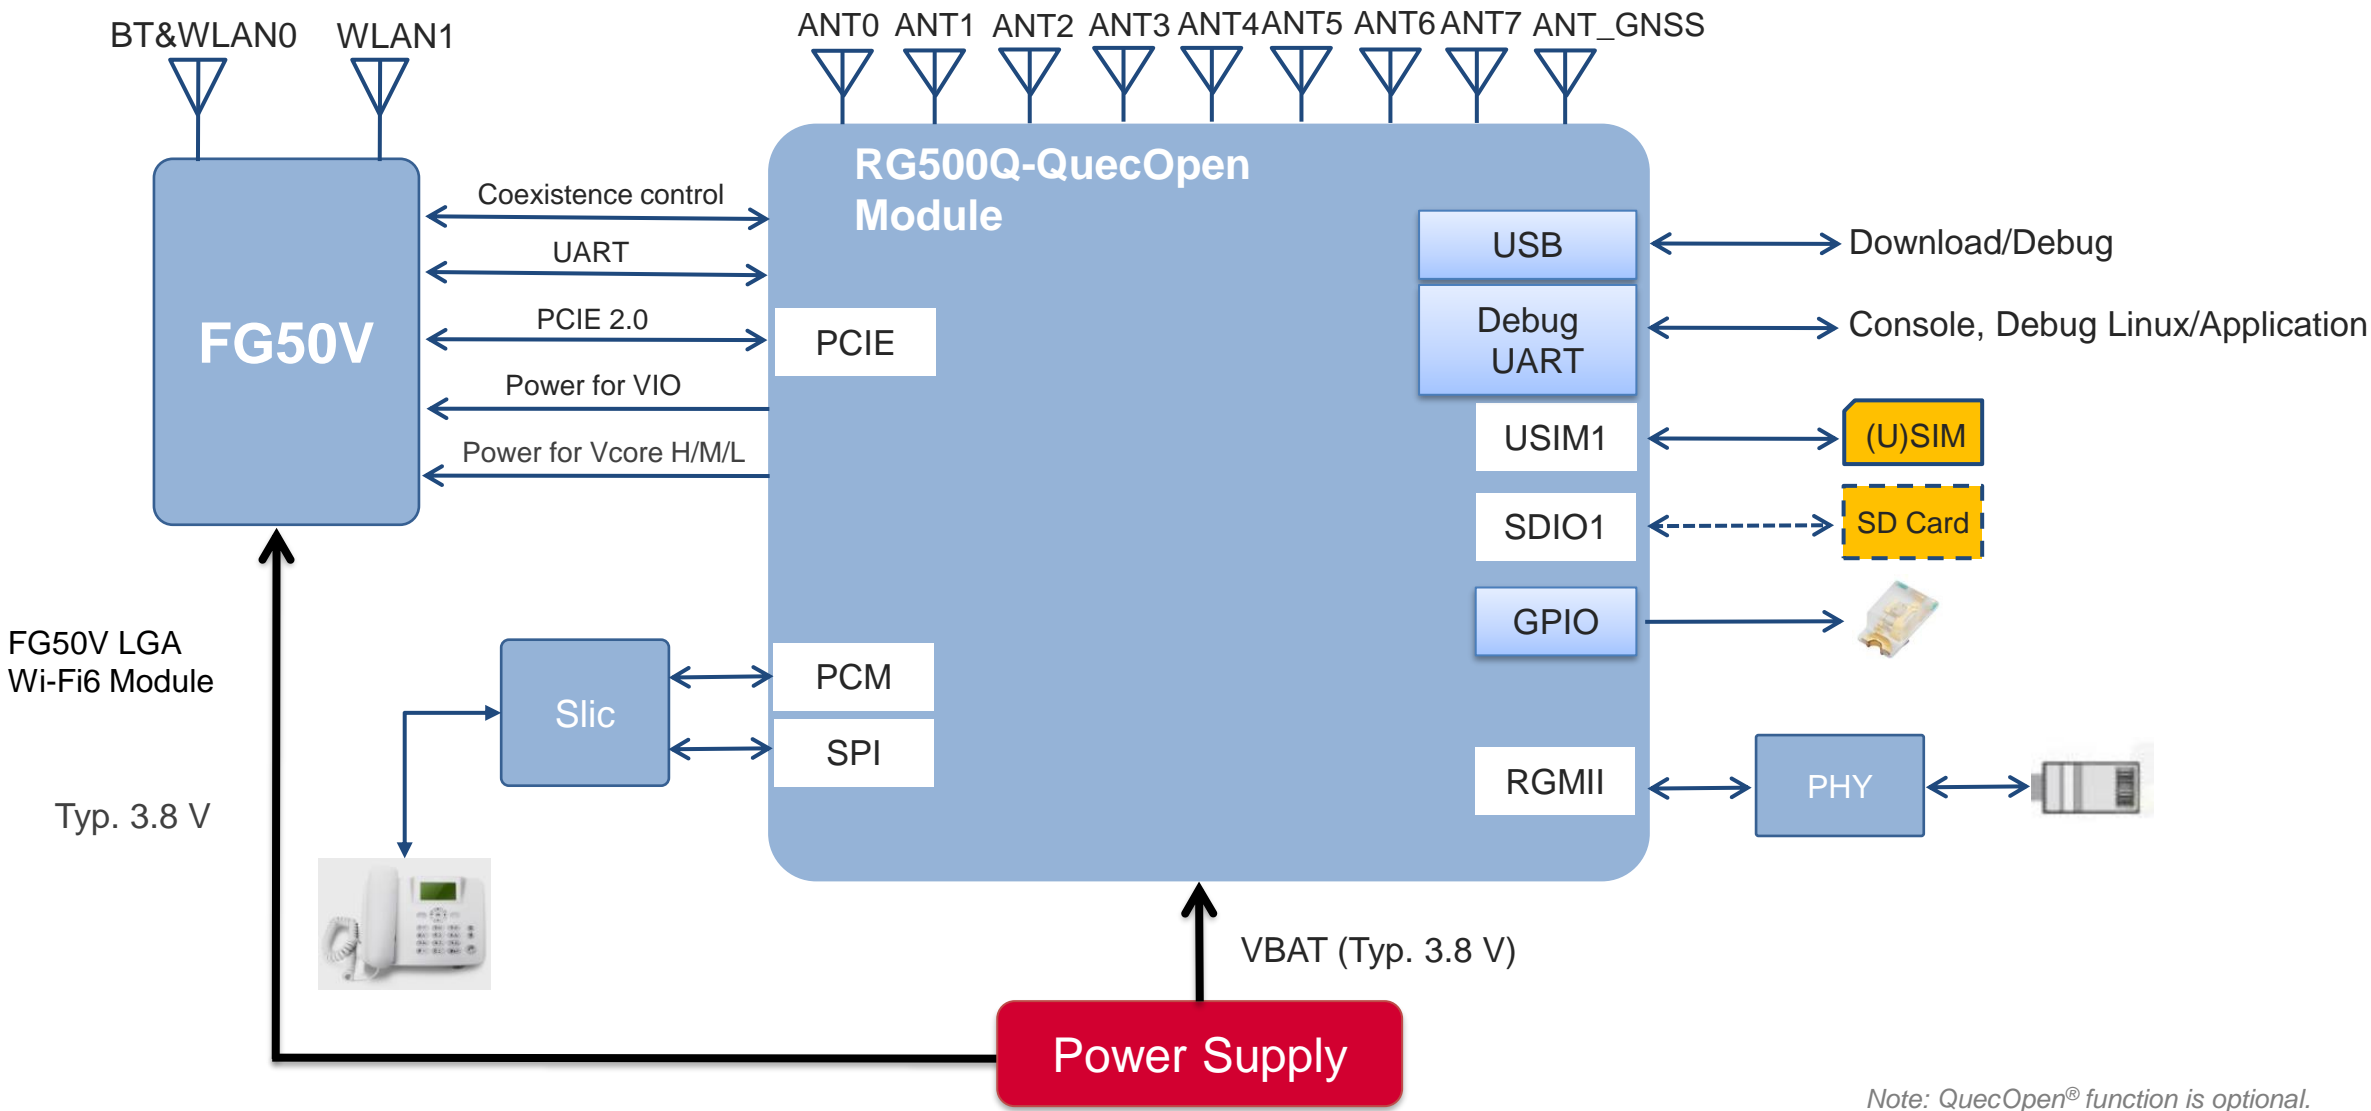 BT&WLAN0
WLAN1
ANT0
ANT1
ANT2
ANT3
ANT4
ANT5
ANT6
ANT7
ANT_GNSS
RG500Q-QuecOpen
Module
FG50V
Coexistence control
UART
PCIE 2.0
Power for VIO
Power for Vcore H/M/L
PCIE
USB
Download/Debug
Debug
UART
Console, Debug Linux/Application
USIM1
(U)SIM
SDIO1
SD Card
GPIO
FG50V LGA
Wi-Fi6 Module
Slic
PCM
SPI
RGMII
PHY
Typ. 3.8 V
VBAT (Typ. 3.8 V)
Power Supply
Note: QuecOpen® function is optional.